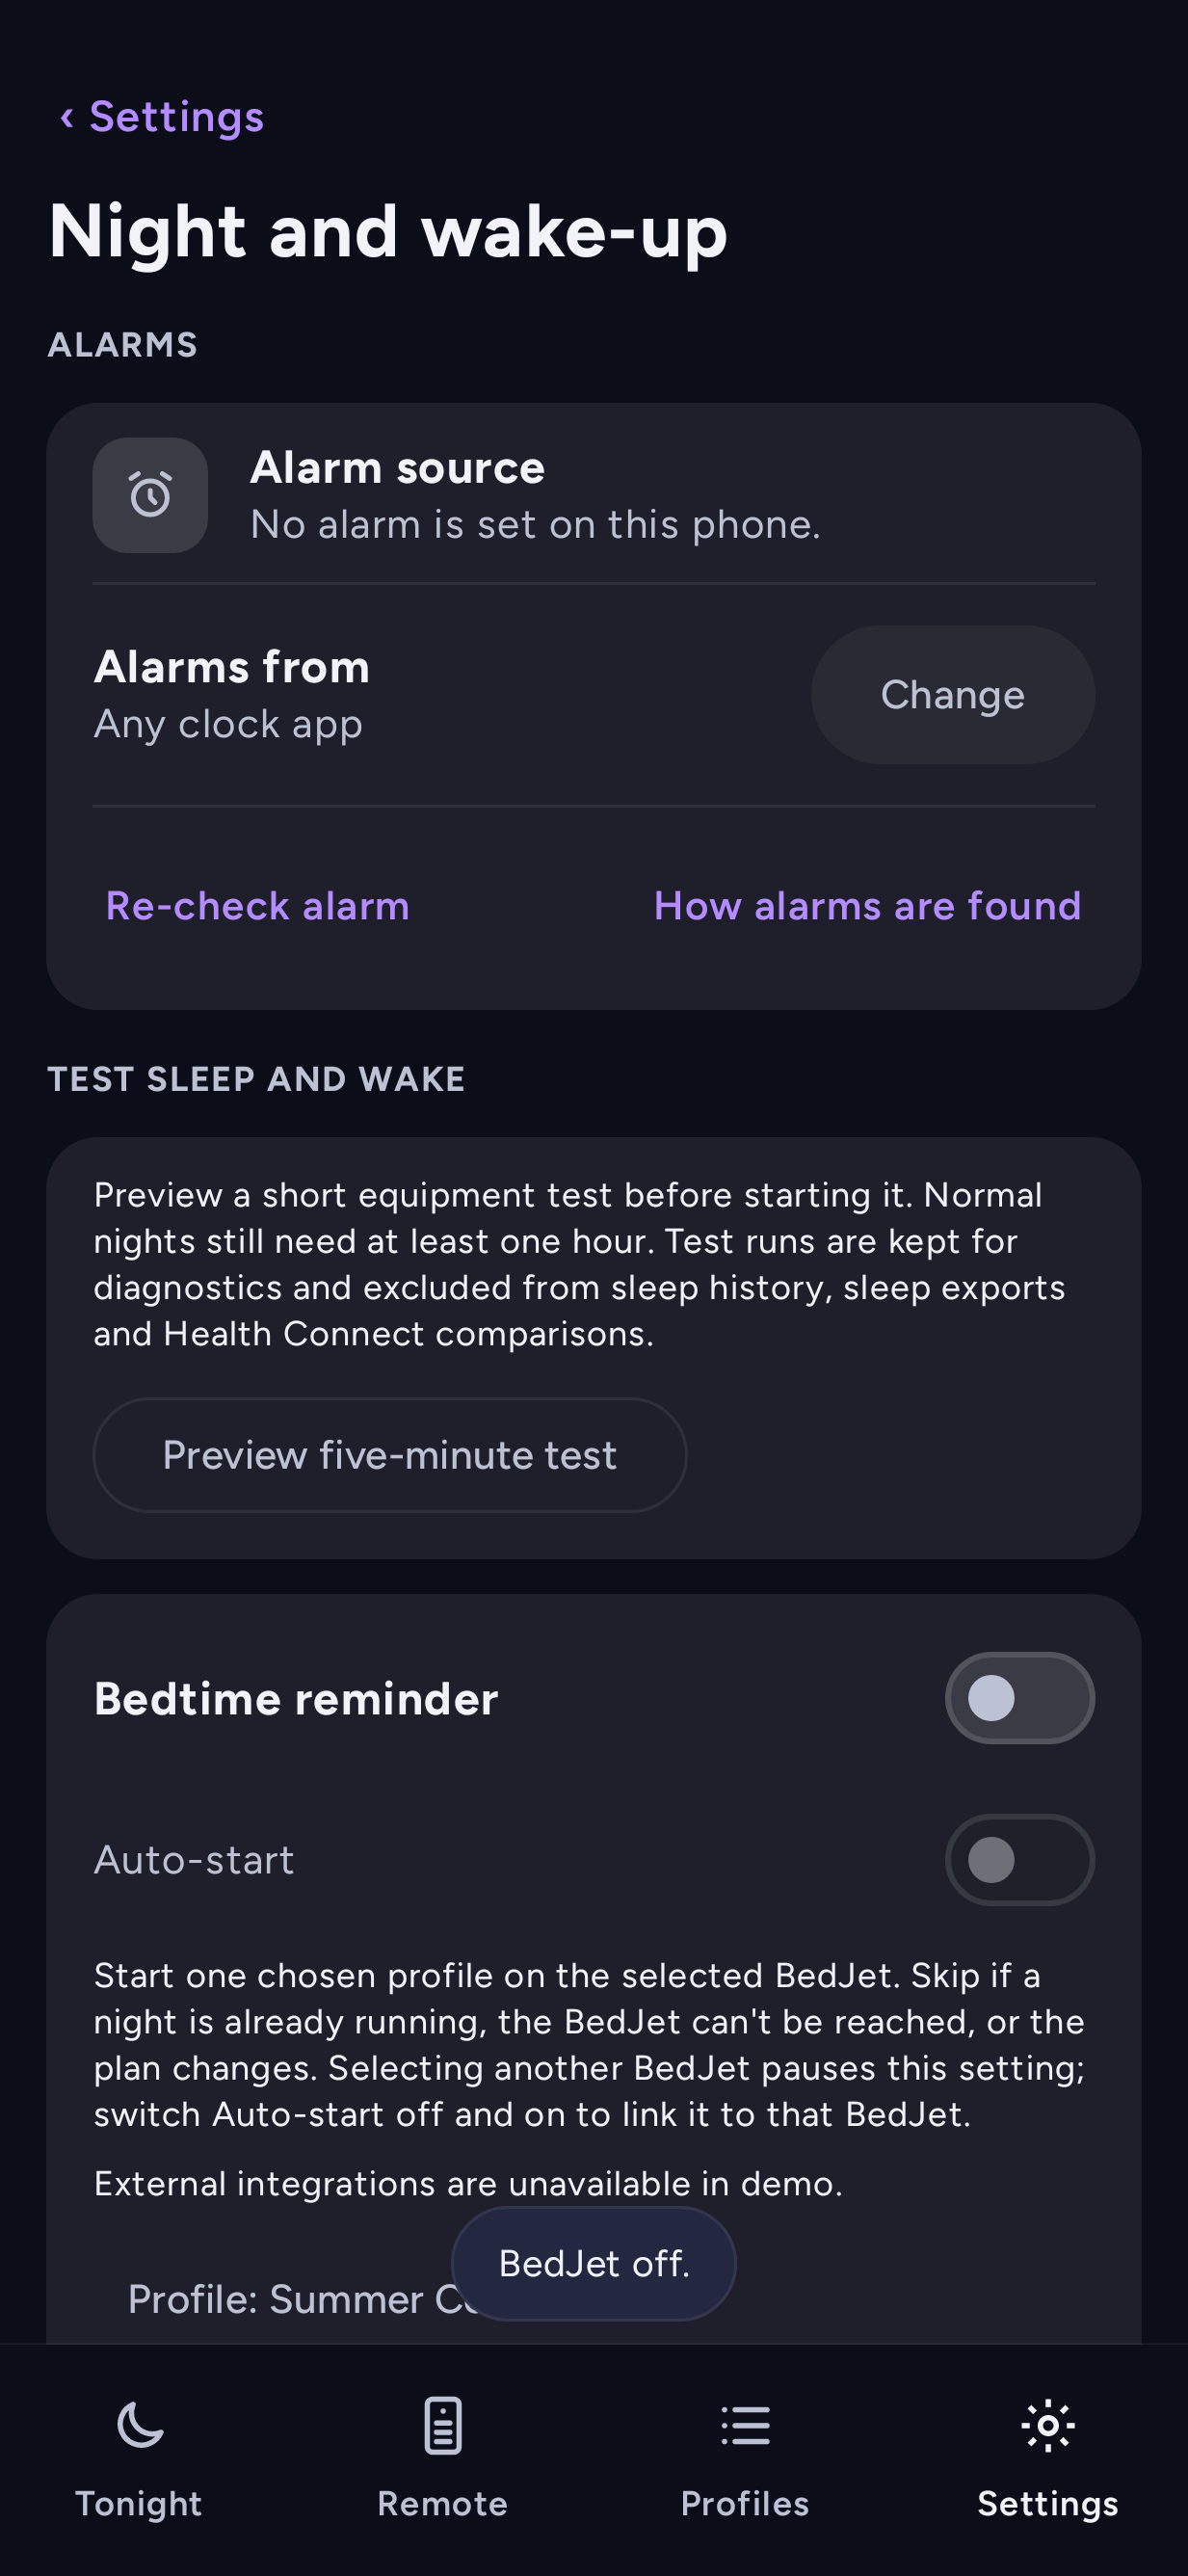 ‹ Settings
Night and wake-up
ALARMS
Alarm source
No alarm is set on this phone.
Alarms from
Any clock app
Change
Re-check alarm
How alarms are found
TEST SLEEP AND WAKE
Preview a short equipment test before starting it. Normal
nights still need at least one hour. Test runs are kept for
diagnostics and excluded from sleep history, sleep exports
and Health Connect comparisons.
Preview five-minute test
Bedtime reminder
Auto-start
Start one chosen profile on the selected BedJet. Skip if a
night is already running, the BedJet can't be reached, or the
plan changes. Selecting another BedJet pauses this setting;
switch Auto-start off and on to link it to that BedJet.
External integrations are unavailable in demo.
BedJet off.
Profile: Summer
Tonight
Remote
Profiles
Settings